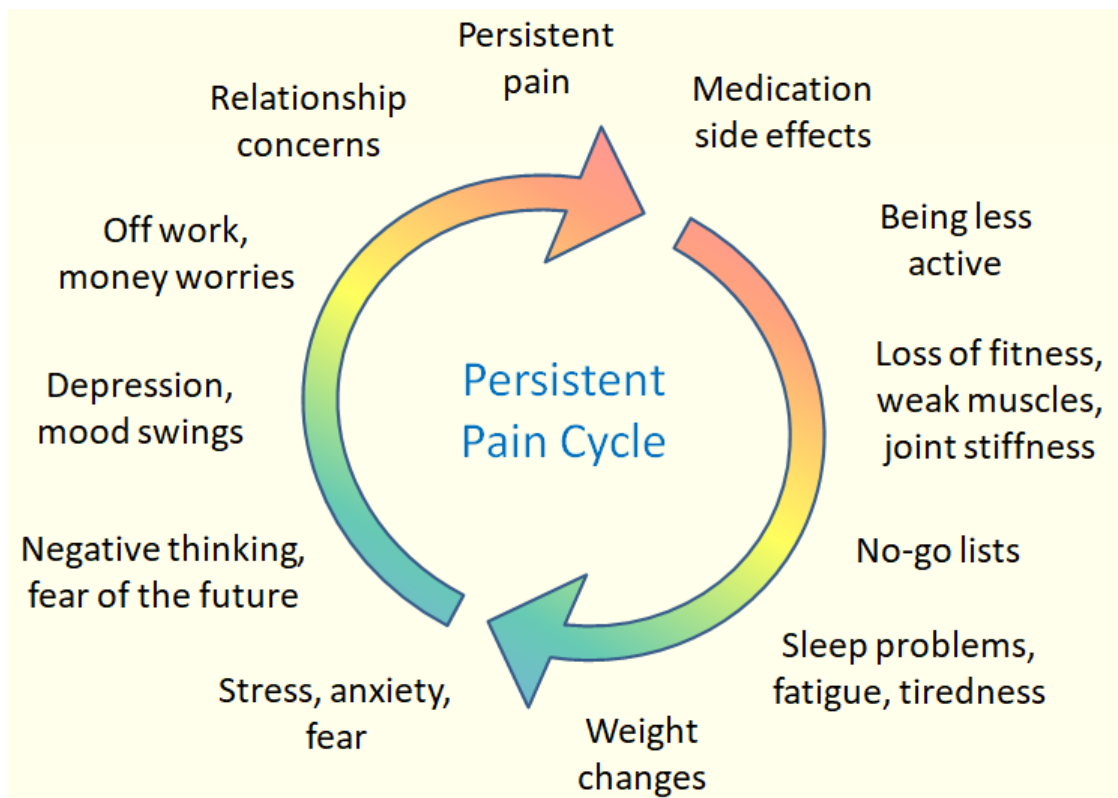 Persistent
pain
Medication
side effects
Being less
active
Loss of fitness,
weak muscles,
joint stiffness
No-go lists
Sleep problems,
fatigue, tiredness
Weight
changes
Stress, anxiety,
fear
Negative thinking,
fear of the future
Depression,
mood swings
Off work,
money worries
Relationship
concerns
Persistent
Pain Cycle